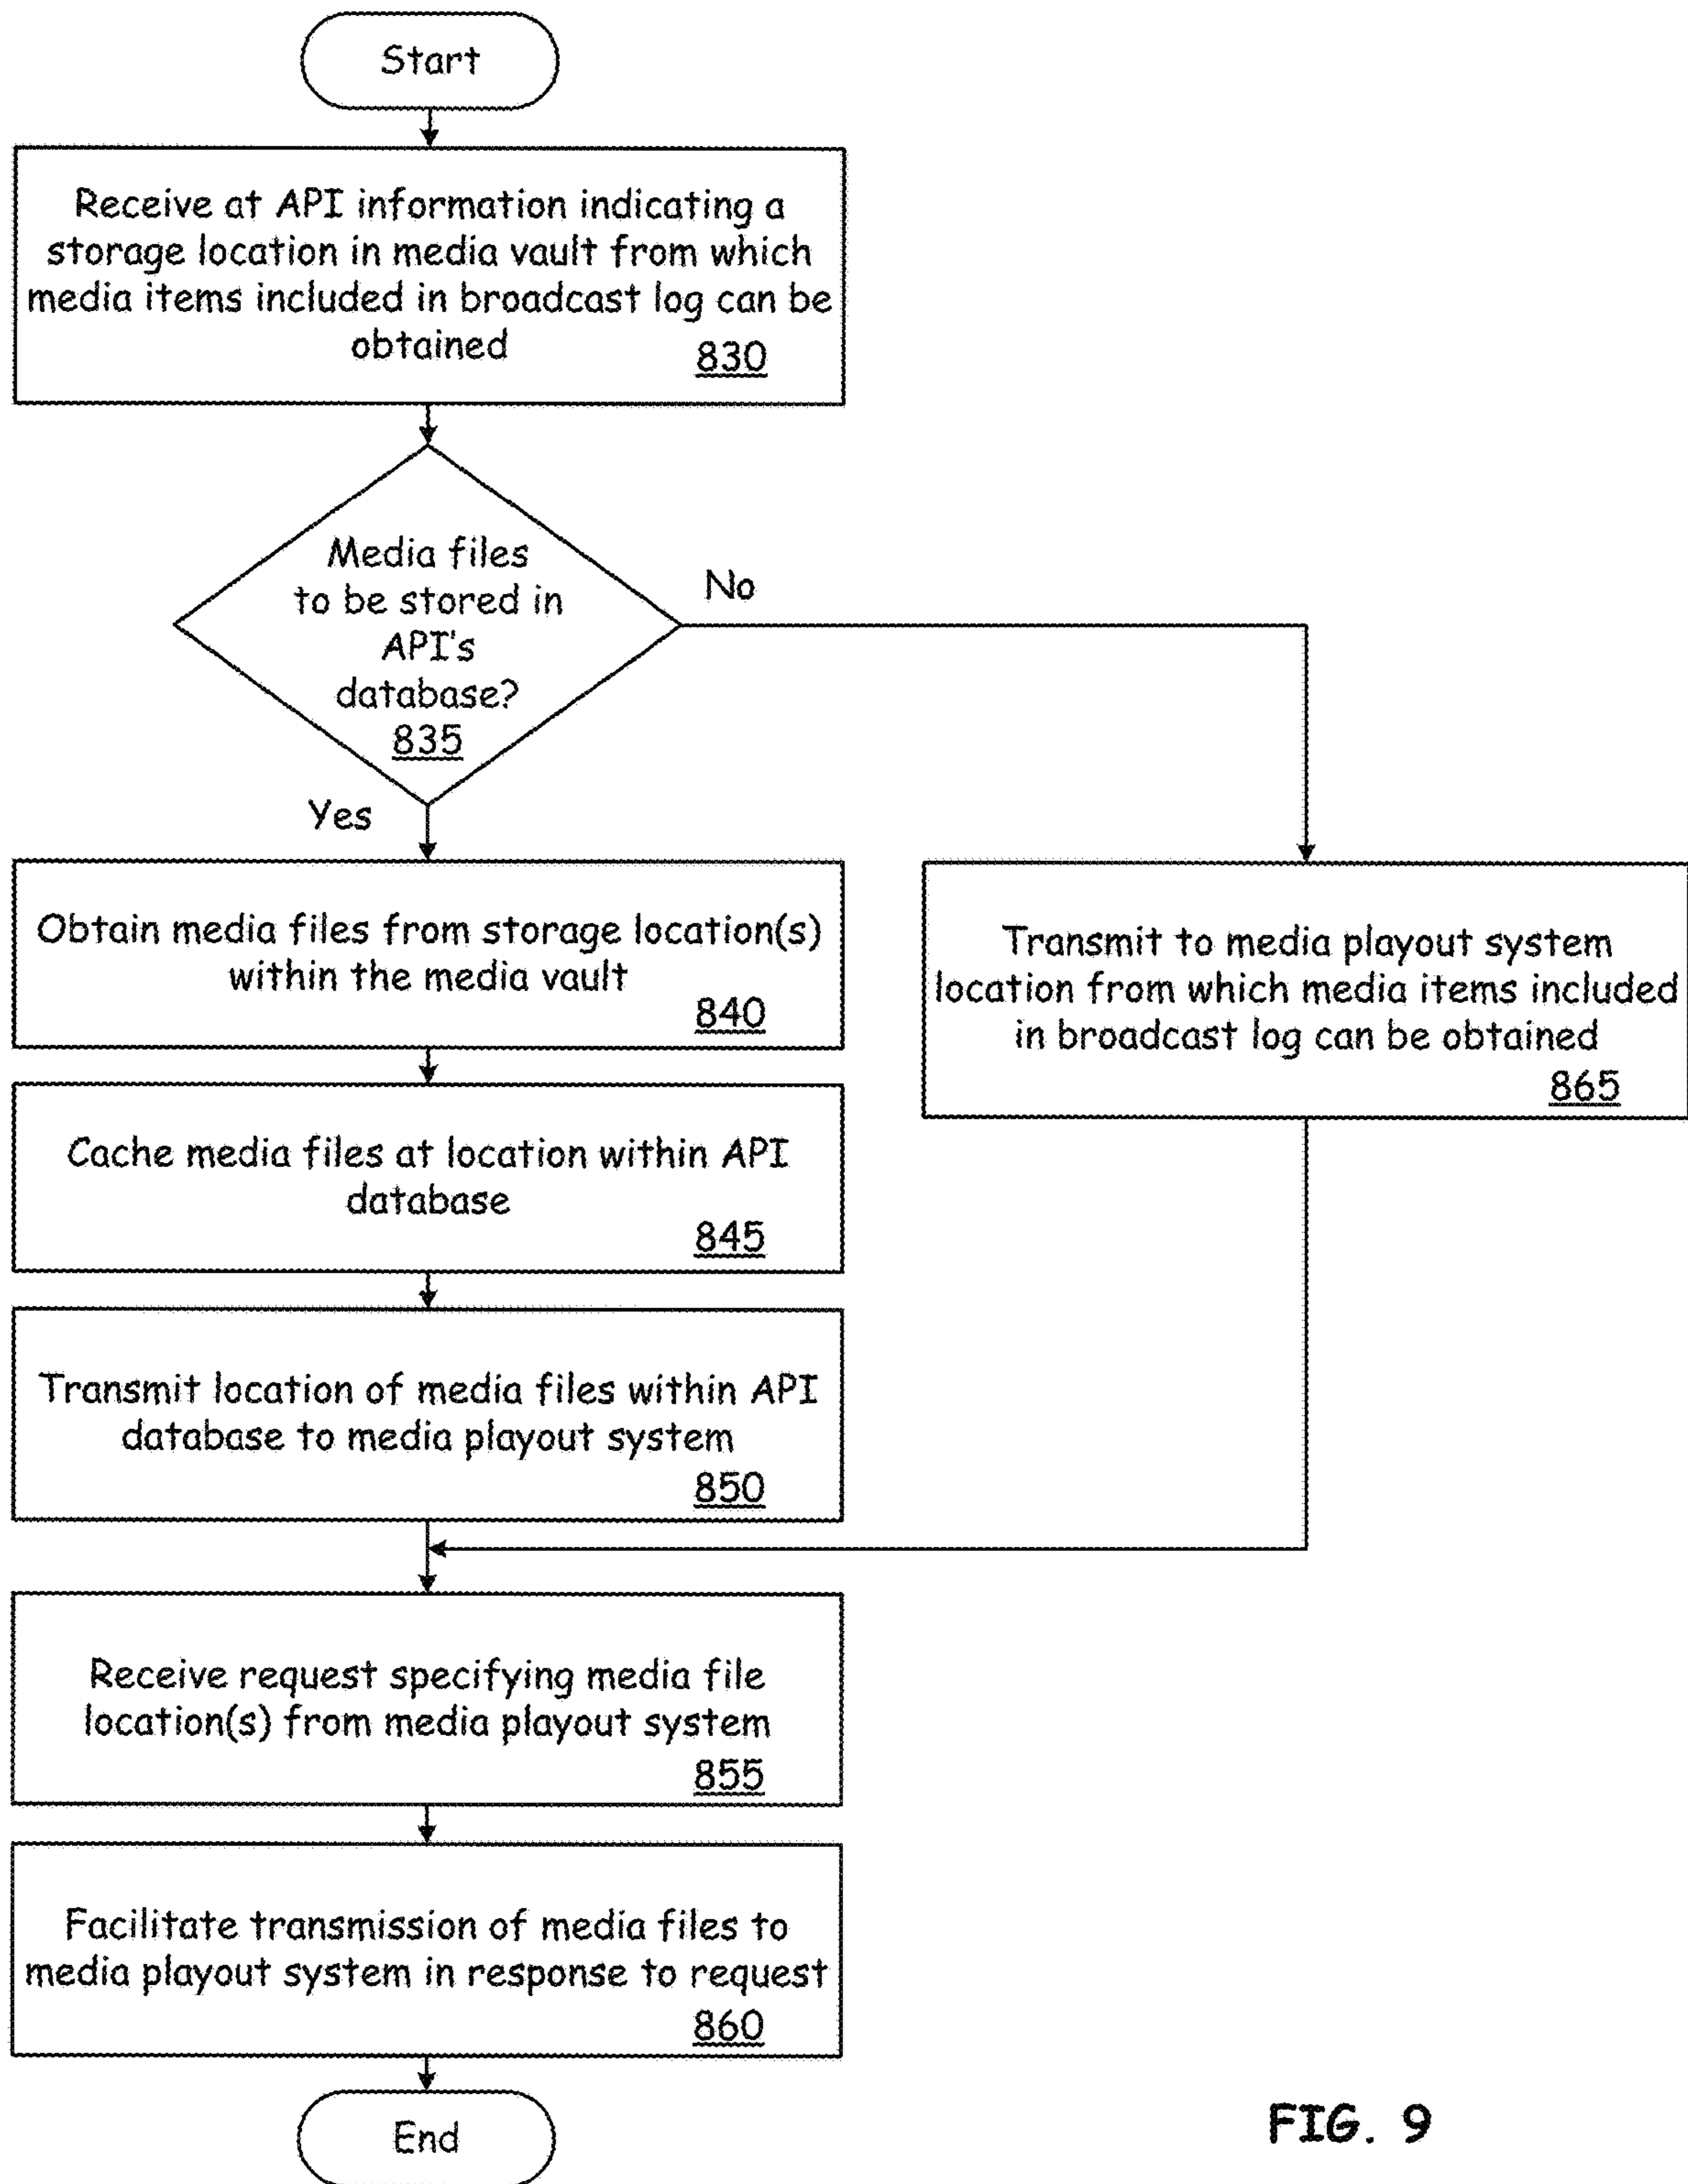 Start
Receive at API information indicating a
storage location in media vault from which
media items included in broadcast log can be
obtained
830
Media files
to be stored in
API's
database?
835
No
Yes
Obtain media files from storage location(s)
within the media vault
840
Transmit to media playout system
location from which media items included
in broadcast log can be obtained
865
Cache media files at location within API
database
845
Transmit location of media files within API
database to media playout system
850
Receive request specifying media file
location(s) from media playout system
855
Facilitate transmission of media files to
media playout system in response to request
860
End
FIG. 9